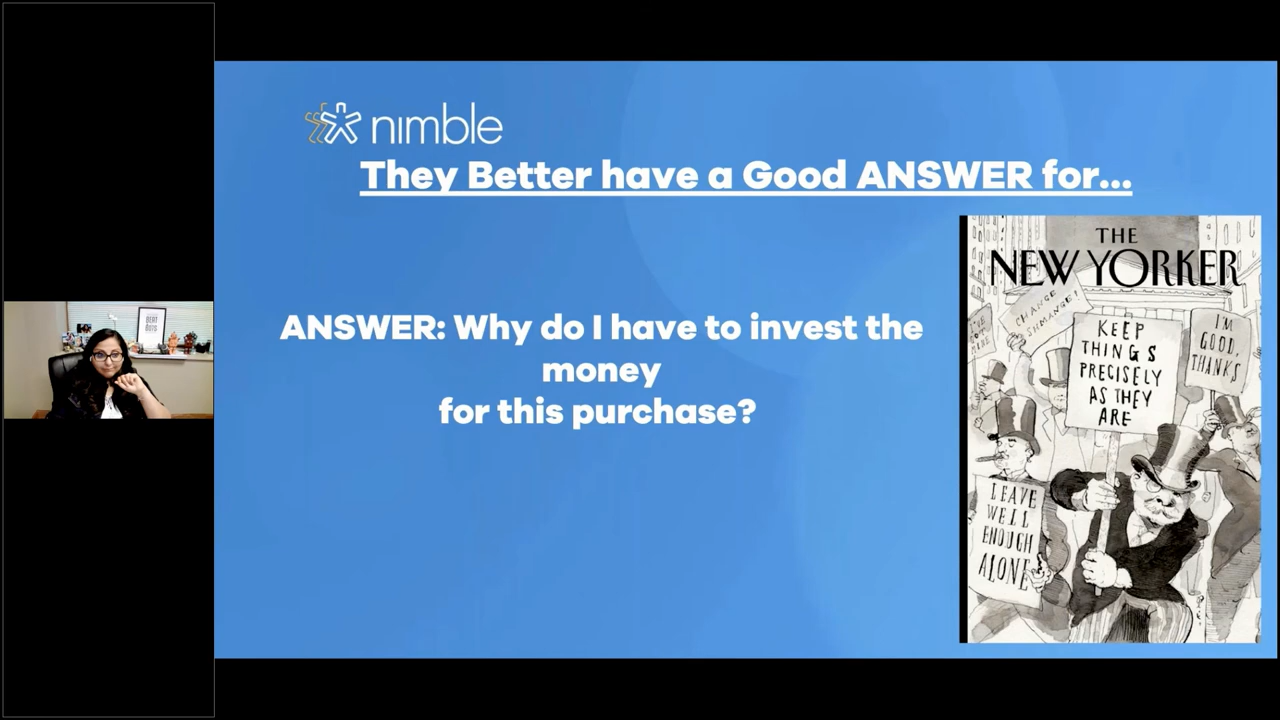 nimble
They Better have a Good ANSWER for...
ANSWER: Why do I have to invest the
money
for this purchase?
THE
NEW YORKER
CHANGE
KEEP
THINGS
PRECISELY
AS THEY
ARE
I'M
GOOD,
THANKS
LEAVE
WELL
ENOUGH
ALONE